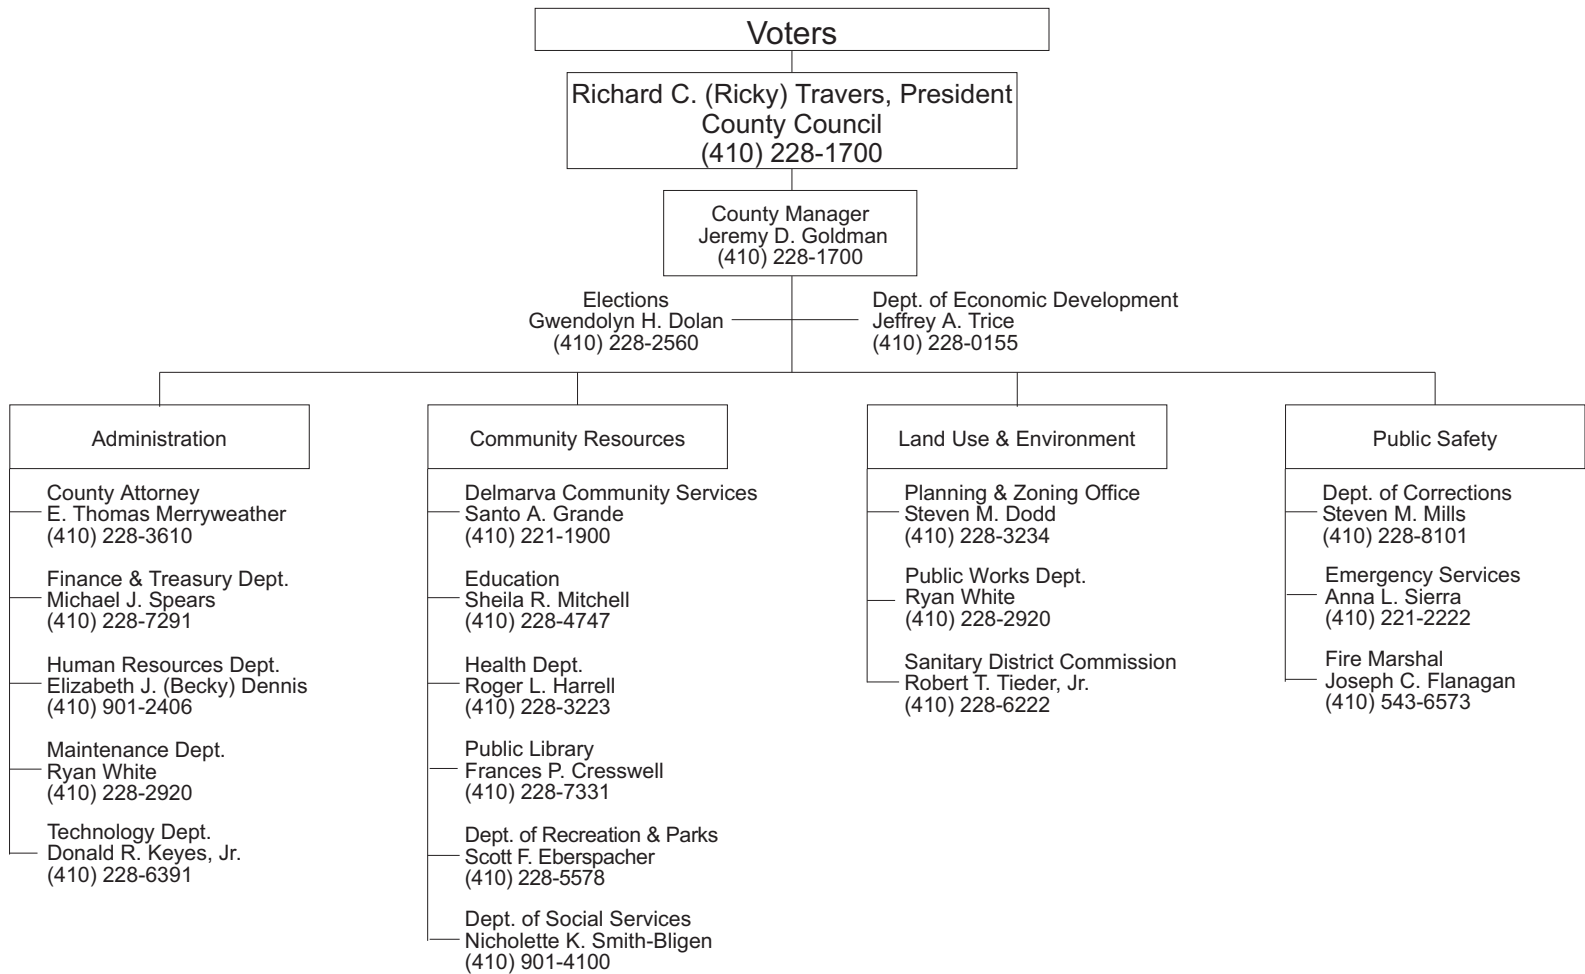 Voters
Richard C. (Ricky) Travers, President
County Council
(410) 228-1700
County Manager
Jeremy D. Goldman
(410) 228-1700
Elections
Gwendolyn H. Dolan
(410) 228-2560
Dept. of Economic Development
Jeffrey A. Trice
(410) 228-0155
Administration
County Attorney
E. Thomas Merryweather
(410) 228-3610
Finance & Treasury Dept.
Michael J. Spears
(410) 228-7291
Human Resources Dept.
Elizabeth J. (Becky) Dennis
(410) 901-2406
Maintenance Dept.
Ryan White
(410) 228-2920
Technology Dept.
Donald R. Keyes, Jr.
(410) 228-6391
Community Resources
Delmarva Community Services
Santo A. Grande
(410) 221-1900
Education
Sheila R. Mitchell
(410) 228-4747
Health Dept.
Roger L. Harrell
(410) 228-3223
Public Library
Frances P. Cresswell
(410) 228-7331
Dept. of Recreation & Parks
Scott F. Eberspacher
(410) 228-5578
Dept. of Social Services
Nicholette K. Smith-Bligen
(410) 901-4100
Land Use & Environment
Planning & Zoning Office
Steven M. Dodd
(410) 228-3234
Public Works Dept.
Ryan White
(410) 228-2920
Sanitary District Commission
Robert T. Tieder, Jr.
(410) 228-6222
Public Safety
Dept. of Corrections
Steven M. Mills
(410) 228-8101
Emergency Services
Anna L. Sierra
(410) 221-2222
Fire Marshal
Joseph C. Flanagan
(410) 543-6573